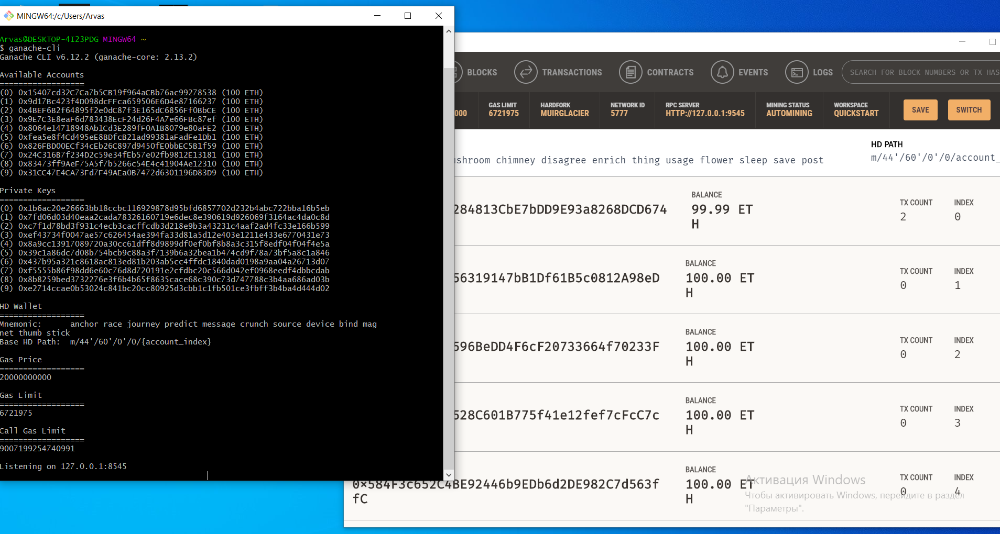 MINGW64:/c/Users/Arvas
Arvas@DESKTOP-4I23PDG MINGW64 ~
$ ganache-cli
Ganache CLI v6.12.2 (ganache-core: 2.13.2)
Available Accounts
==================
(0) 0x15407cd32C7Ca7b5CB19f964aCBb76ac99278538 (100 ETH)
(1) 0x9d17Bc423f4D098dcFFca659506E6D4e87166237 (100 ETH)
(2) 0x4BEF6B2f64895f2e0dC87f3E165dC6856Ff0BbCE (100 ETH)
(3) 0x9E7C3E8eaF6d783438EcF24d26F4A7e66FBc87ef (100 ETH)
(4) 0x8064e14718948Ab1Cd3E289fF0A1B8079e80aFE2 (100 ETH)
(5) 0xfea5e8f4Cd495eE8BDfcB21ad99381aFadFe1Db1 (100 ETH)
(6) 0x826FBD00ECf34cEb26C897d9450fE0bbEC5B1f59 (100 ETH)
(7) 0x24C316B7f234D2c59e34fEb57e02fb9812E13181 (100 ETH)
(8) 0x83473ff9AeF75A5f7b5266c54E4c41904Ae12310 (100 ETH)
(9) 0x31CC47E4CA73Fd7F49AEa0B7472d6301196D83D9 (100 ETH)
Private Keys
==================
(0) 0x1b6ac20e26663bb18ccbc116929878d95bfd6857702d232b4abc722bba16b5eb
(1) 0x7fd06d03d40eaa2cada78326160719e6dec8e390619d926069f3164ac4da0c8d
(2) 0xc7f1d78bd3f931c4ecb3cacffcdb3d218e9b3a43231c4aaf2ad4fc33e166b599
(3) 0xef43734f0047ae57c626454ae394fa33d81a5d12e403e1211e433e6770431e73
(4) 0x8a9cc13917089720a30cc61dff8d9899df0ef0bf8b8a3c315f8edf04f04f4e5a
(5) 0x39c1a86dc7d08b754bcb9c88a3f7139b6a32bea1b474cd9f78a73bf5a8c1a846
(6) 0x437b95a321c8618ac813ed81b203ab5cc4ffdc1840dad0198a9aa04a26713d07
(7) 0xf5555b86f98dd6e60c76d8d720191e2cfdbc20c566d042ef0968eedf4dbbcdab
(8) 0x8b8259bed3732276e3f6b4b65f8635cace68c390c73d747788c3b4aa686ad03b
(9) 0xe2714ccae0b53024c841bc20cc80925d3cbb1c1fb501ce3fbff3b4ba4d444d02
HD Wallet
==================
Mnemonic:      anchor race journey predict message crunch source device bind mag
net thumb stick
Base HD Path:  m/44'/60'/0'/0/{account_index}
Gas Price
==================
20000000000
Gas Limit
==================
6721975
Call Gas Limit
==================
9007199254740991
Listening on 127.0.0.1:8545
BLOCKS TRANSACTIONS CONTRACTS EVENTS LOGS SEARCH FOR BLOCK NUMBERS OR TX HAS
GAS LIMIT HARDFORK NETWORK ID RPC SERVER MINING STATUS WORKSPACE
000 6721975 MUIRGLACIER 5777 HTTP://127.0.0.1:9545 AUTOMINING QUICKSTART SAVE SWITCH
HD PATH
ushroom chimney disagree enrich thing usage flower sleep save post m/44'/60'/0'/0/account_
BALANCE TX COUNT INDEX
284813CbE7bDD9E93a8268DCD674 99.99 ET 2 0
H
BALANCE TX COUNT INDEX
56319147bB1Df61B5c0812A98eD 100.00 ET 0 1
H
BALANCE TX COUNT INDEX
596BeDD4F6cF20733664f70233F 100.00 ET 0 2
H
BALANCE TX COUNT INDEX
528C601B775f41e12fef7cFcC7c 100.00 ET 0 3
H
BALANCE TX COUNT INDEX
0×584F3c652C4BE92446b9EDb6d2DE982C7d563f 100.00 ET 0 4
fC H
Активация Windows
Чтобы активировать Windows, перейдите в раздел
"Параметры".